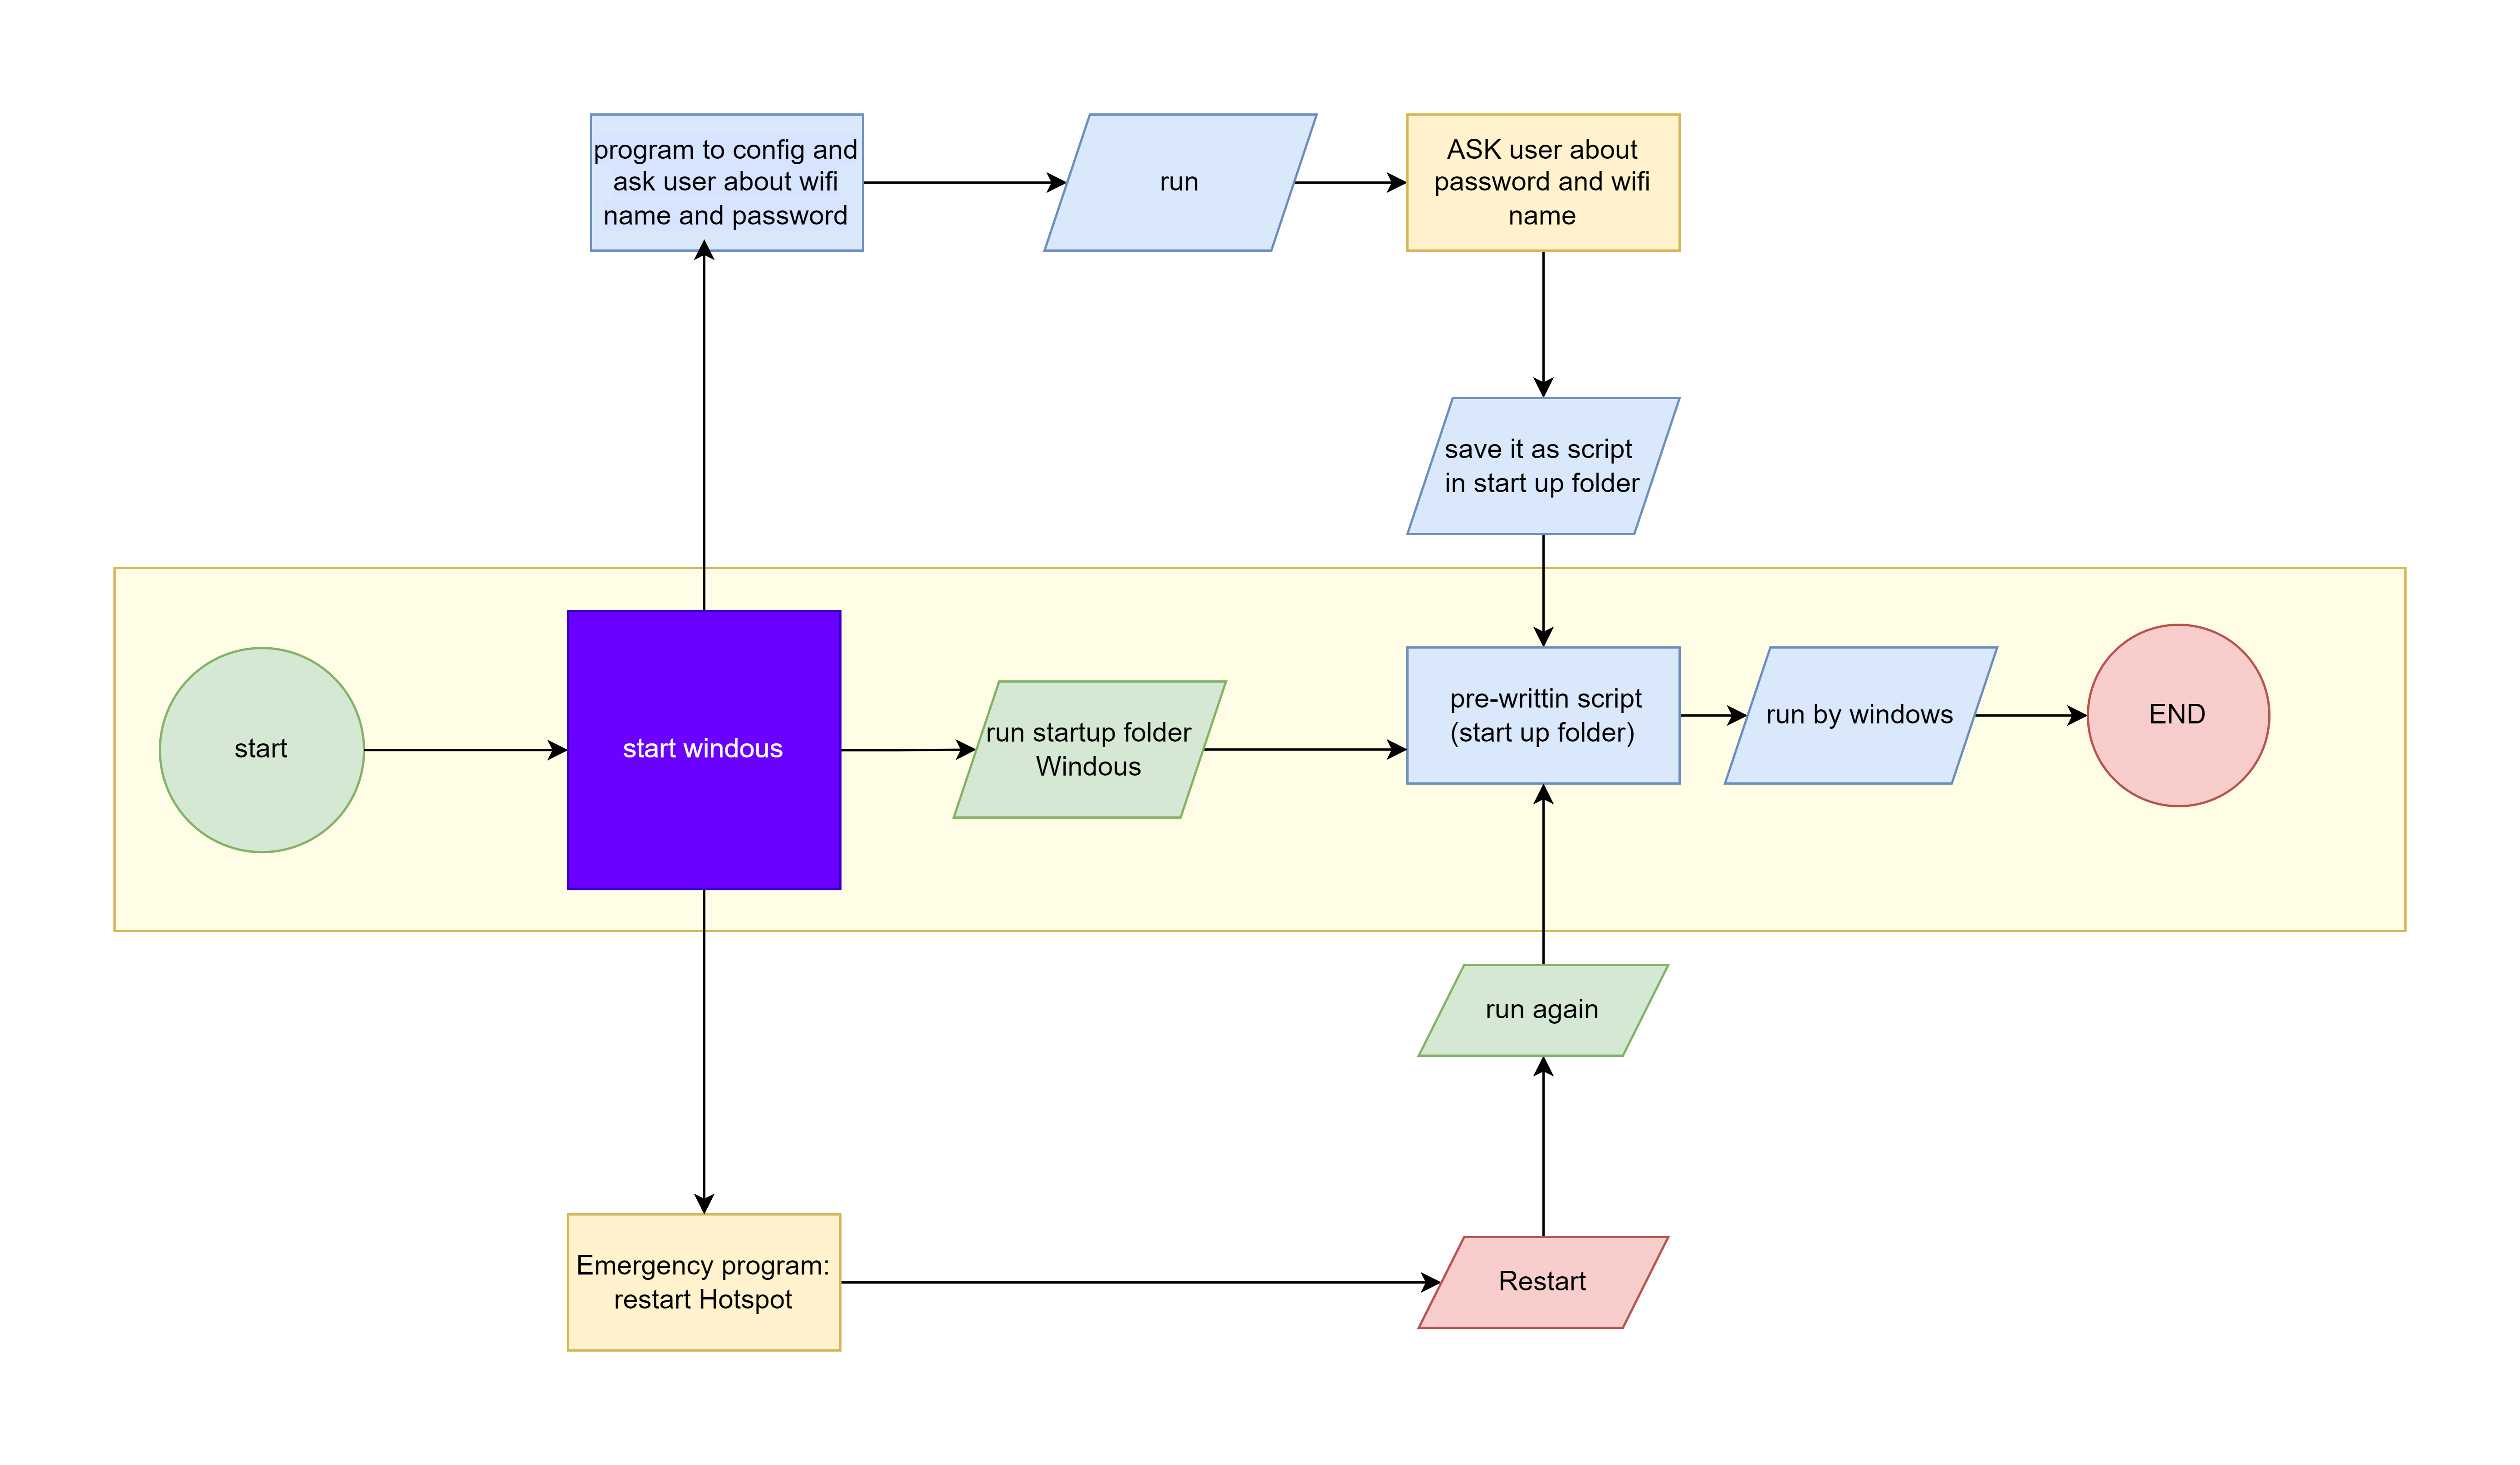 program to config and
ask user about wifi
name and password
run
ASK user about
password and wifi
name
save it as script
in start up folder
start
start windous
run startup folder
Windous
pre-writtin script
(start up folder)
run by windows
END
run again
Emergency program:
restart Hotspot
Restart